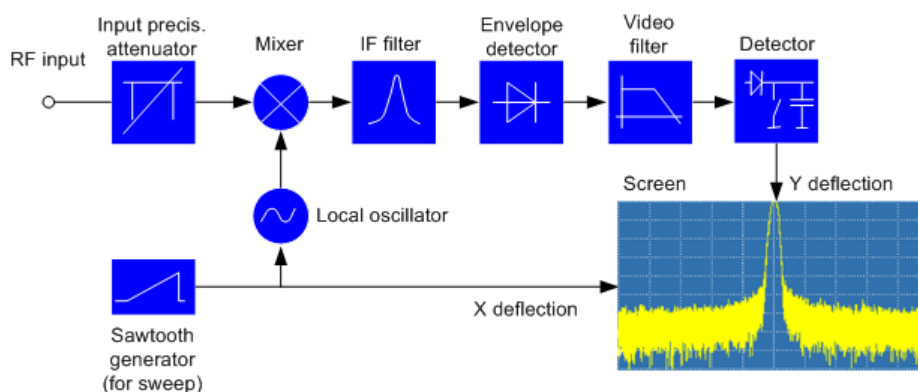 RF input
Input precis.
attenuator
Mixer
IF filter
Envelope
detector
Video
filter
Detector
Local oscillator
Screen
Y deflection
X deflection
Sawtooth
generator
(for sweep)